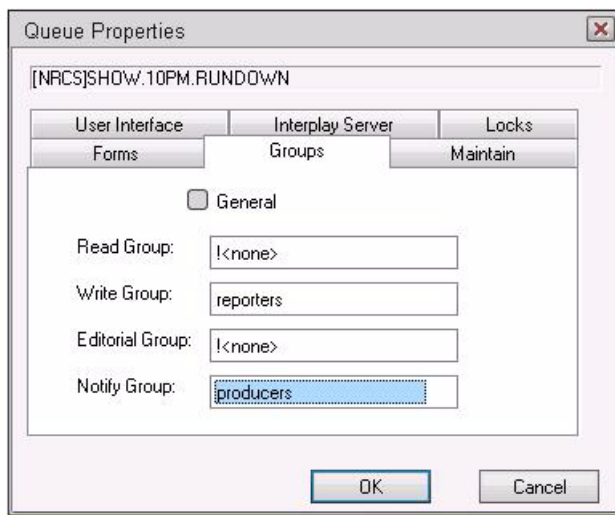 Queue Properties
[NRCS]SHOW.10PM.RUNDOWN
User Interface Interplay Server Locks
Forms Groups Maintain
General
Read Group: !<none>
Write Group: reporters
Editorial Group: !<none>
Notify Group: producers
OK Cancel